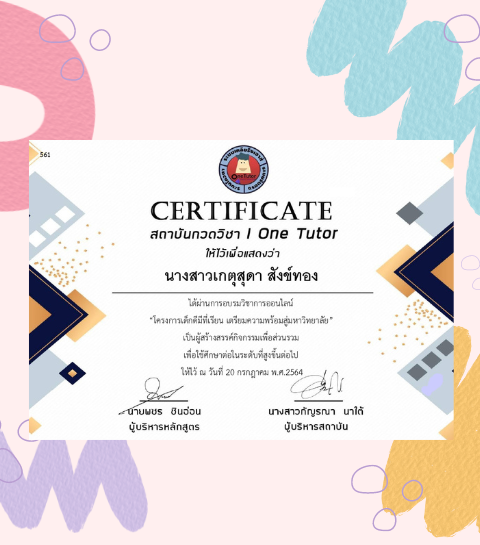 561
One Tutor
CERTIFICATE
สถาบันกวดวิชา I One Tutor
ให้ไว้เพื่อแสดงว่า
นางสาวเกตุสุดา สังข์ทอง
ได้ผ่านการอบรมวิชาการออนไลน์
"โครงการเด็กดีมีที่เรียน เตรียมความพร้อมสู่มหาวิทยาลัย"
เป็นผู้สร้างสรรค์กิจกรรมเพื่อส่วนรวม
เพื่อใช้ศึกษาต่อในระดับที่สูงขึ้นต่อไป
ให้ไว้ ณ วันที่ 20 กรกฎาคม พ.ศ.2564
นายพชร ชินอ่อน
นางสาวกัญรณา นาใต้
ผู้บริหารหลักสูตร
ผู้บริหารสถาบัน